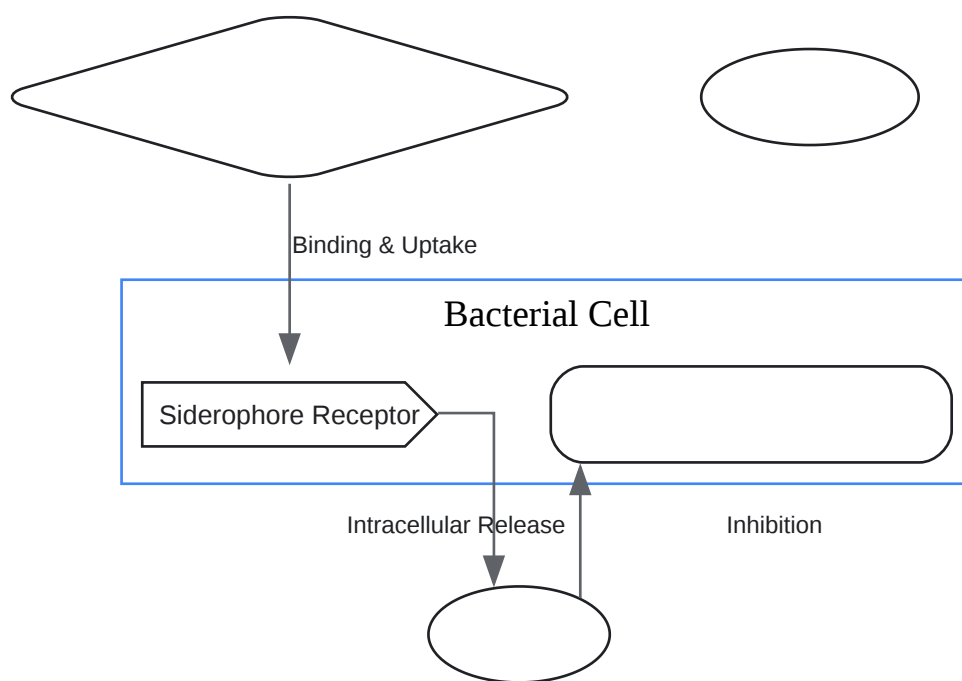 Binding & Uptake
Bacterial Cell
Siderophore Receptor
Intracellular Release
Inhibition